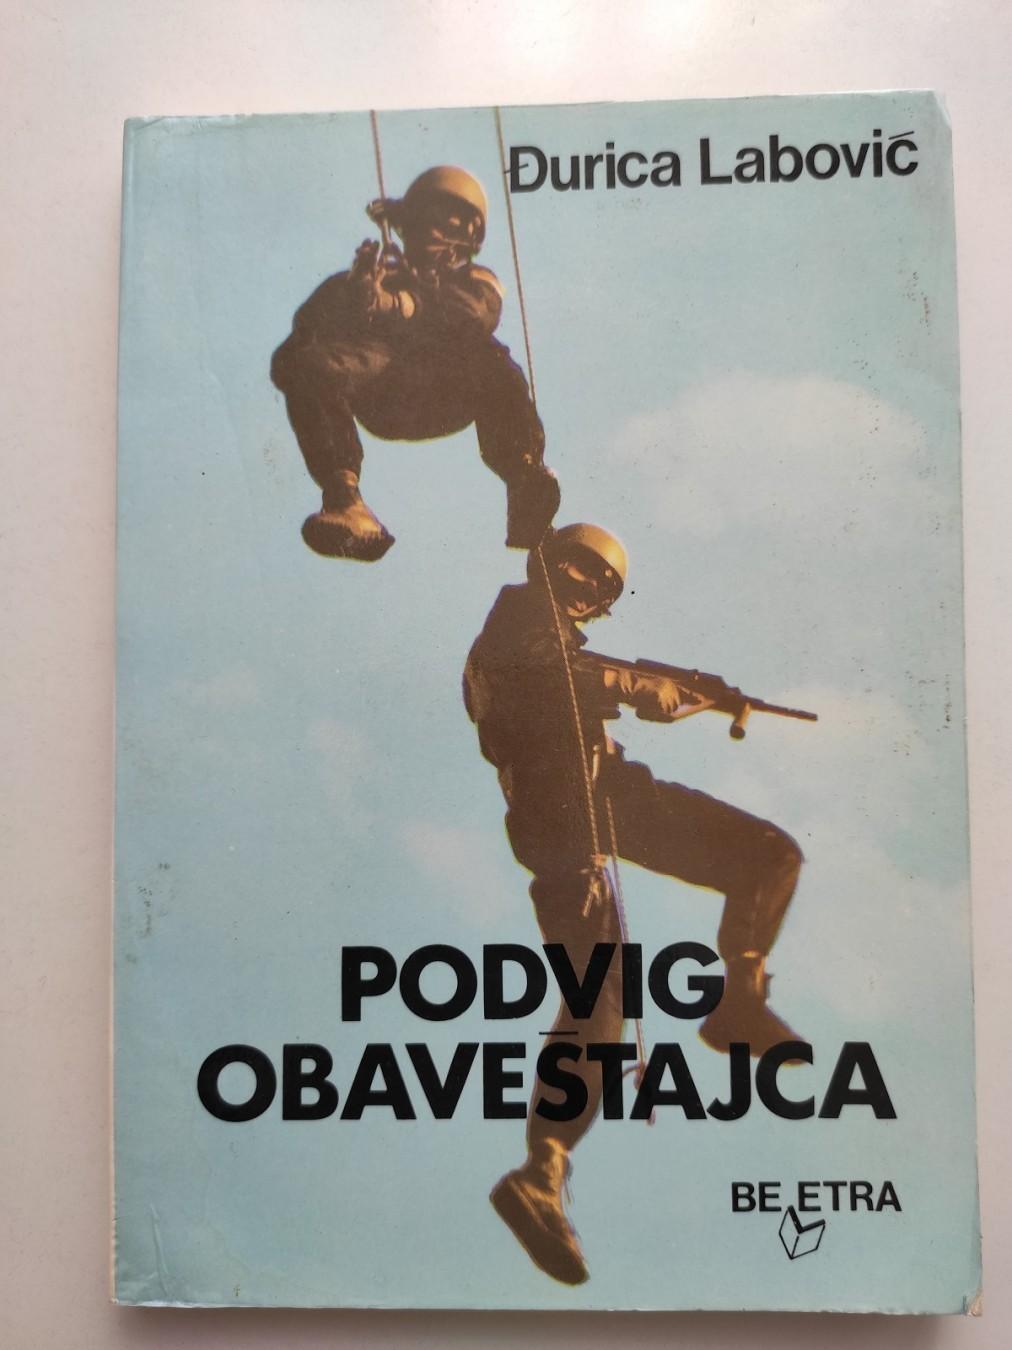 Đurica Labović
PODVIG
OBAVEŠTAJCA
BELETRA